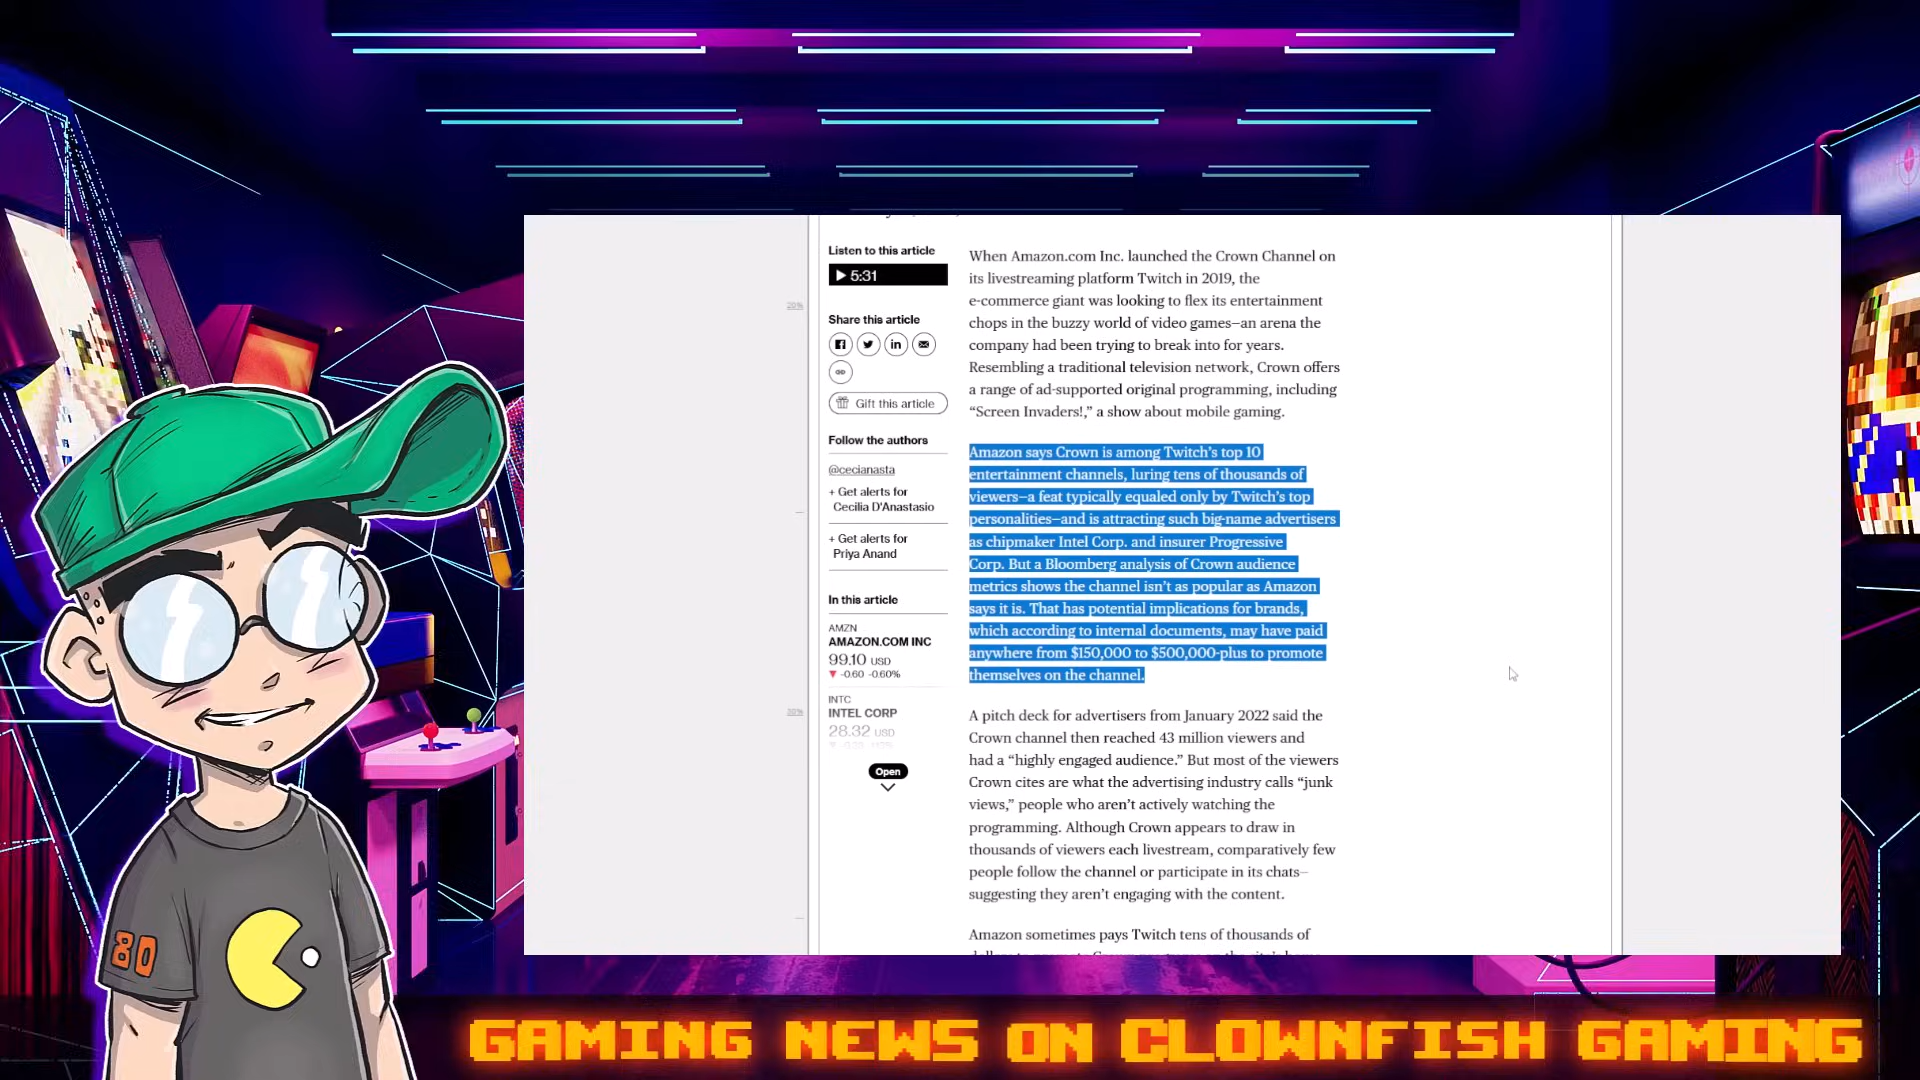 Listen to this article
5:31
Share this article
Gift this article
Follow the authors
@cecianasta
+ Get alerts for
Cecilia D'Anastasio
+ Get alerts for
Priya Anand
In this article
AMZN
AMAZON.COM INC
99.10 USD
▼ -0.60 -0.60%
INTC
INTEL CORP
28.32 USD
Open
When Amazon.com Inc. launched the Crown Channel on
its livestreaming platform Twitch in 2019, the
e-commerce giant was looking to flex its entertainment
chops in the buzzy world of video games—an arena the
company had been trying to break into for years.
Resembling a traditional television network, Crown offers
a range of ad-supported original programming, including
“Screen Invaders!,” a show about mobile gaming.
Amazon says Crown is among Twitch’s top 10
entertainment channels, luring tens of thousands of
viewers—a feat typically equaled only by Twitch’s top
personalities—and is attracting such big-name advertisers
as chipmaker Intel Corp. and insurer Progressive
Corp. But a Bloomberg analysis of Crown audience
metrics shows the channel isn’t as popular as Amazon
says it is. That has potential implications for brands,
which according to internal documents, may have paid
anywhere from $150,000 to $500,000-plus to promote
themselves on the channel.
A pitch deck for advertisers from January 2022 said the
Crown channel then reached 43 million viewers and
had a “highly engaged audience.” But most of the viewers
Crown cites are what the advertising industry calls “junk
views,” people who aren’t actively watching the
programming. Although Crown appears to draw in
thousands of viewers each livestream, comparatively few
people follow the channel or participate in its chats—
suggesting they aren’t engaging with the content.
Amazon sometimes pays Twitch tens of thousands of
80
GAMING NEWS ON CLOWNFISH GAMING